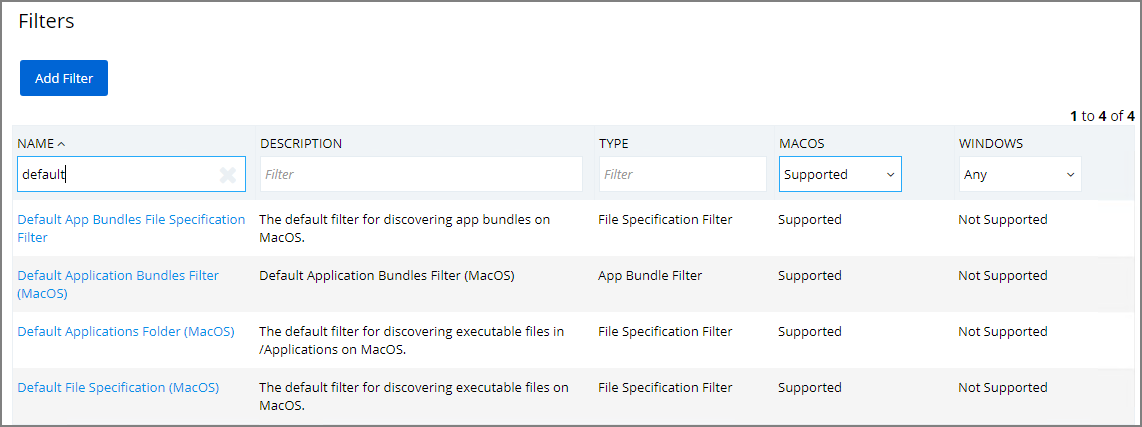 Filters
Add Filter
1 to 4 of 4
NAME DESCRIPTION TYPE MACOS WINDOWS
default Filter Filter Supported Any
Default App Bundles File Specification The default filter for discovering app bundles on File Specification Filter Supported Not Supported
Filter MacOS.
Default Application Bundles Filter Default Application Bundles Filter (MacOS) App Bundle Filter Supported Not Supported
(MacOS)
Default Applications Folder (MacOS) The default filter for discovering executable files in File Specification Filter Supported Not Supported
/Applications on MacOS.
Default File Specification (MacOS) The default filter for discovering executable files on File Specification Filter Supported Not Supported
MacOS.